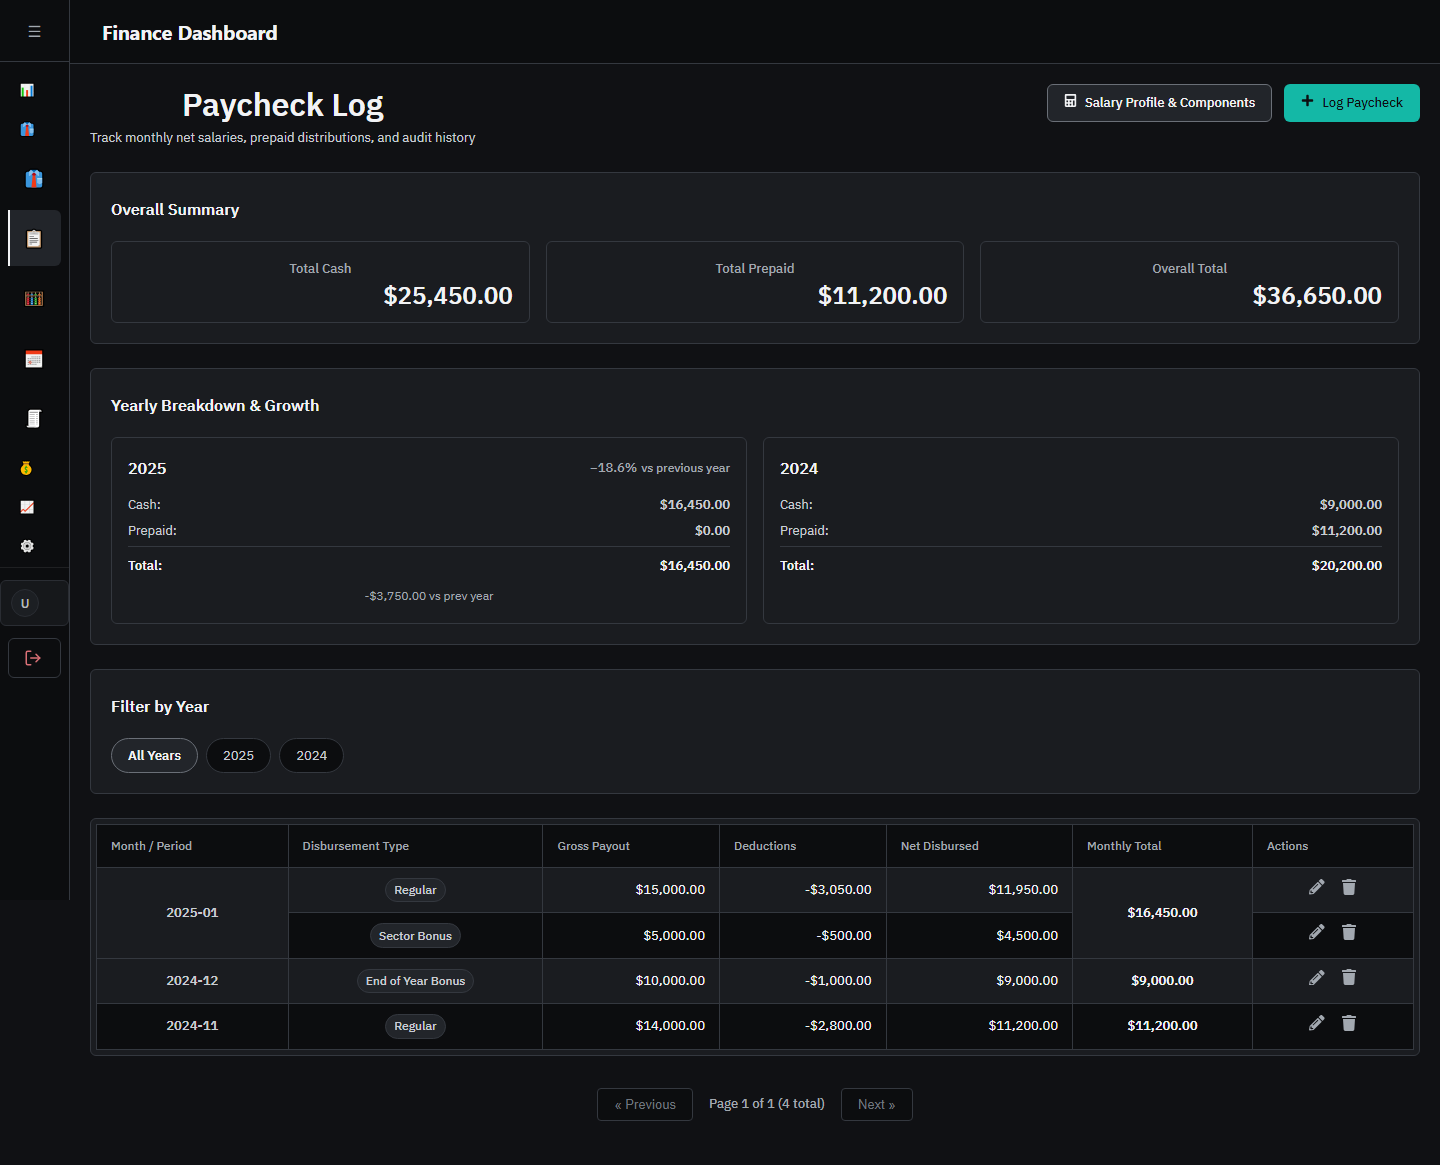 ☰
Finance Dashboard
Paycheck Log
Track monthly net salaries, prepaid distributions, and audit history
Salary Profile & Components
+ Log Paycheck
Overall Summary
Total Cash
$25,450.00
Total Prepaid
$11,200.00
Overall Total
$36,650.00
Yearly Breakdown & Growth
2025
−18.6% vs previous year
Cash:
$16,450.00
Prepaid:
$0.00
Total:
$16,450.00
-$3,750.00 vs prev year
2024
Cash:
$9,000.00
Prepaid:
$11,200.00
Total:
$20,200.00
U
Filter by Year
All Years
2025
2024
Month / Period Disbursement Type Gross Payout Deductions Net Disbursed Monthly Total Actions
2025-01 Regular $15,000.00 -$3,050.00 $11,950.00 $16,450.00
Sector Bonus $5,000.00 -$500.00 $4,500.00
2024-12 End of Year Bonus $10,000.00 -$1,000.00 $9,000.00 $9,000.00
2024-11 Regular $14,000.00 -$2,800.00 $11,200.00 $11,200.00
« Previous Page 1 of 1 (4 total) Next »